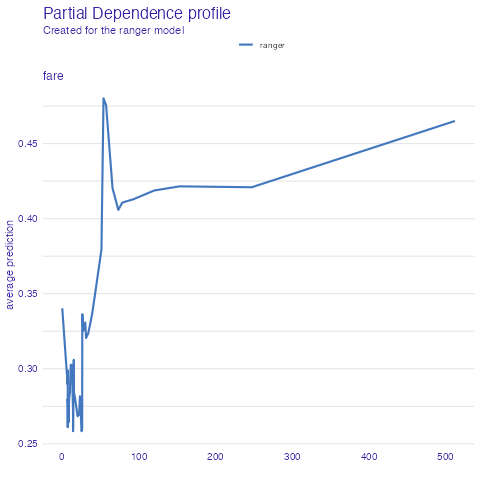 Partial Dependence profile
Created for the ranger model
ranger
fare
average prediction
0.45
0.40
0.35
0.30
0.25
0
100
200
300
400
500